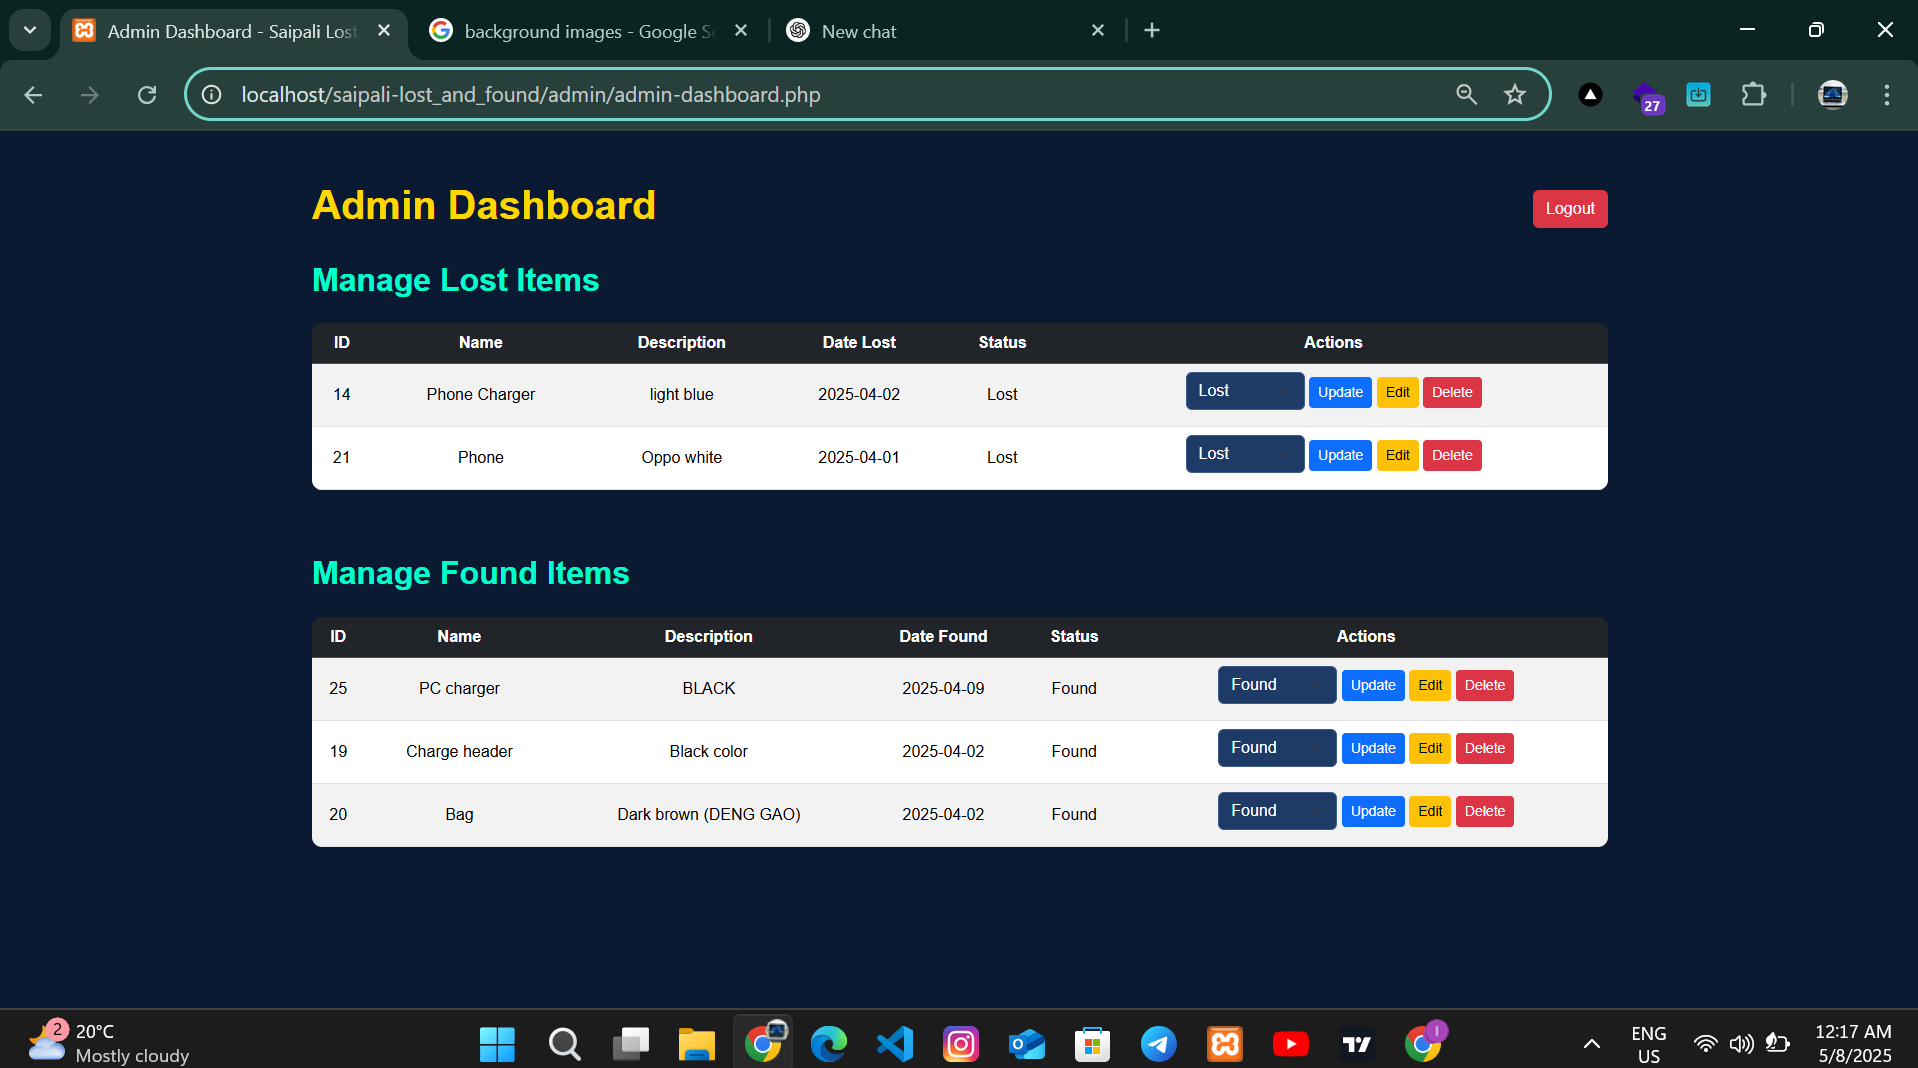 Admin Dashboard - Saipali Lost
background images - Google Se
New chat
localhost/saipali-lost_and_found/admin/admin-dashboard.php
27
Admin Dashboard
Logout
Manage Lost Items
ID Name Description Date Lost Status Actions
14 Phone Charger light blue 2025-04-02 Lost Lost Update Edit Delete
21 Phone Oppo white 2025-04-01 Lost Lost Update Edit Delete
Manage Found Items
ID Name Description Date Found Status Actions
25 PC charger BLACK 2025-04-09 Found Found Update Edit Delete
19 Charge header Black color 2025-04-02 Found Found Update Edit Delete
20 Bag Dark brown (DENG GAO) 2025-04-02 Found Found Update Edit Delete
2
20°C
Mostly cloudy
ENG
US
12:17 AM
5/8/2025